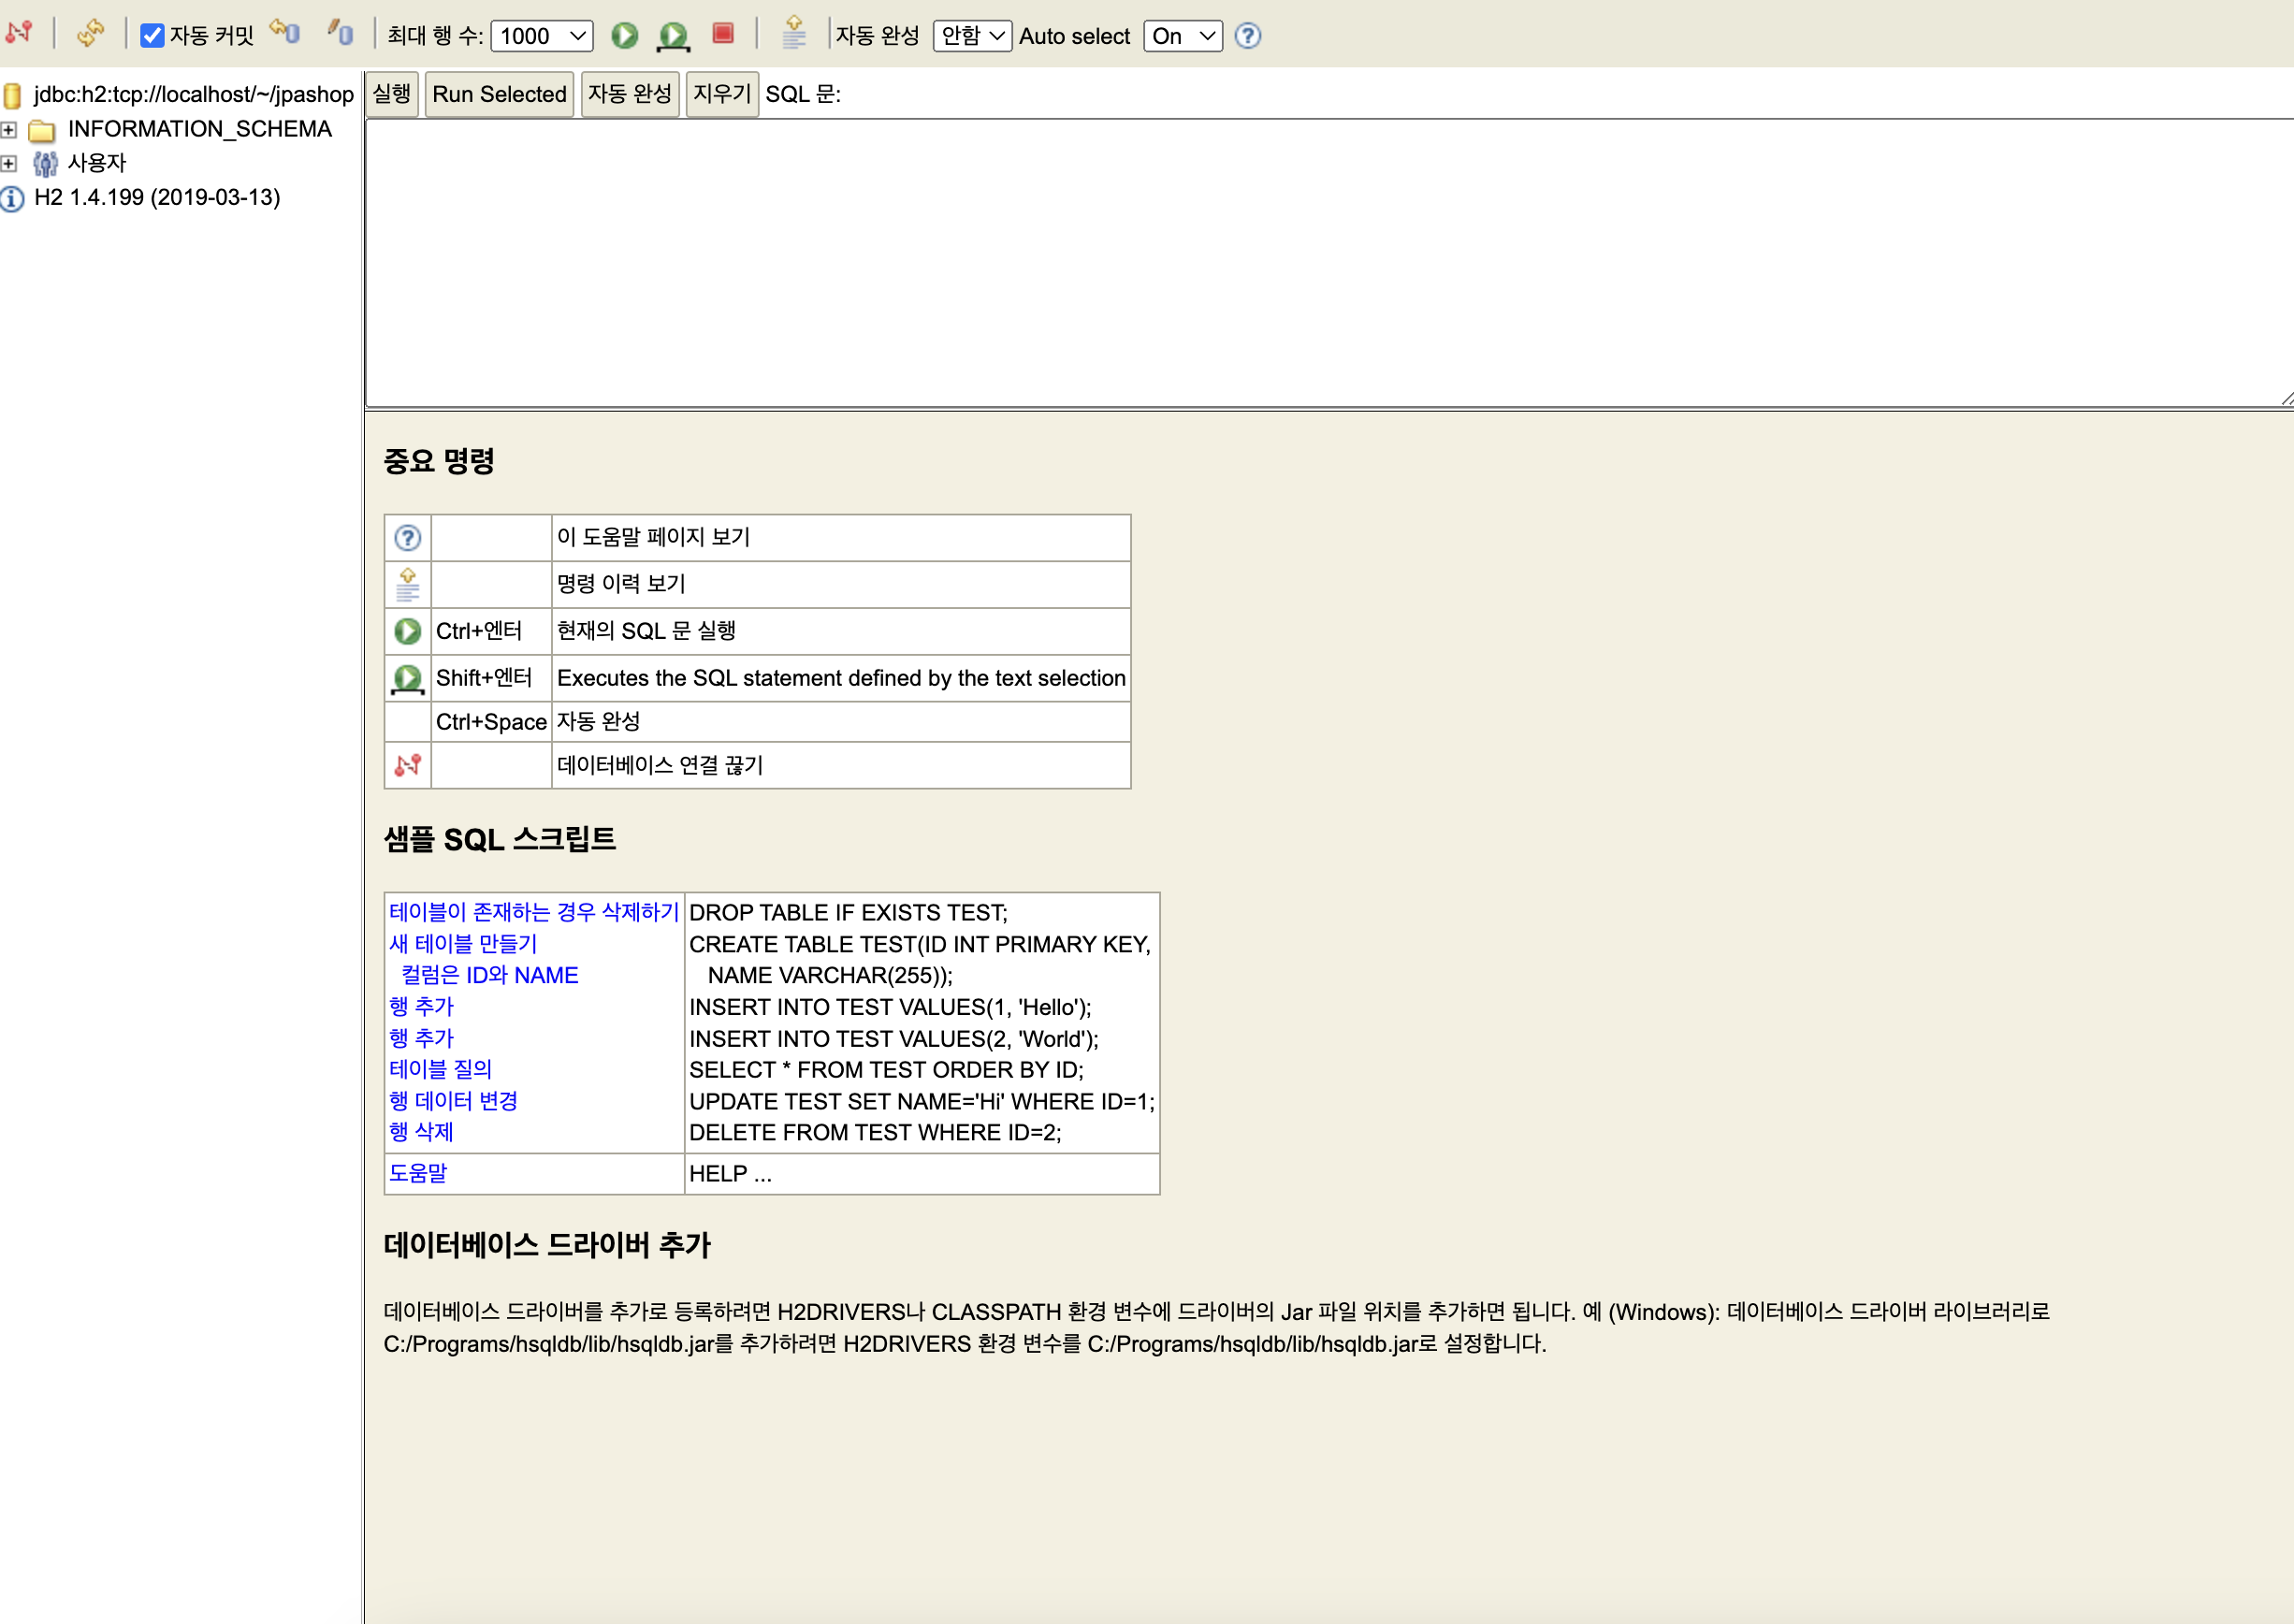 자동 커밋 최대 행 수: 1000 자동 완성 안함 Auto select On
jdbc:h2:tcp://localhost/~/jpashop
INFORMATION_SCHEMA
사용자
H2 1.4.199 (2019-03-13)
실행 Run Selected 자동 완성 지우기 SQL 문:
중요 명령
이 도움말 페이지 보기
명령 이력 보기
Ctrl+엔터 현재의 SQL 문 실행
Shift+엔터 Executes the SQL statement defined by the text selection
Ctrl+Space 자동 완성
데이터베이스 연결 끊기
샘플 SQL 스크립트
테이블이 존재하는 경우 삭제하기 DROP TABLE IF EXISTS TEST;
새 테이블 만들기 CREATE TABLE TEST(ID INT PRIMARY KEY,
컬럼은 ID와 NAME NAME VARCHAR(255));
행 추가 INSERT INTO TEST VALUES(1, 'Hello');
행 추가 INSERT INTO TEST VALUES(2, 'World');
테이블 질의 SELECT * FROM TEST ORDER BY ID;
행 데이터 변경 UPDATE TEST SET NAME='Hi' WHERE ID=1;
행 삭제 DELETE FROM TEST WHERE ID=2;
도움말 HELP ...
데이터베이스 드라이버 추가
데이터베이스 드라이버를 추가로 등록하려면 H2DRIVERS나 CLASSPATH 환경 변수에 드라이버의 Jar 파일 위치를 추가하면 됩니다. 예 (Windows): 데이터베이스 드라이버 라이브러리로
C:/Programs/hsqldb/lib/hsqldb.jar를 추가하려면 H2DRIVERS 환경 변수를 C:/Programs/hsqldb/lib/hsqldb.jar로 설정합니다.